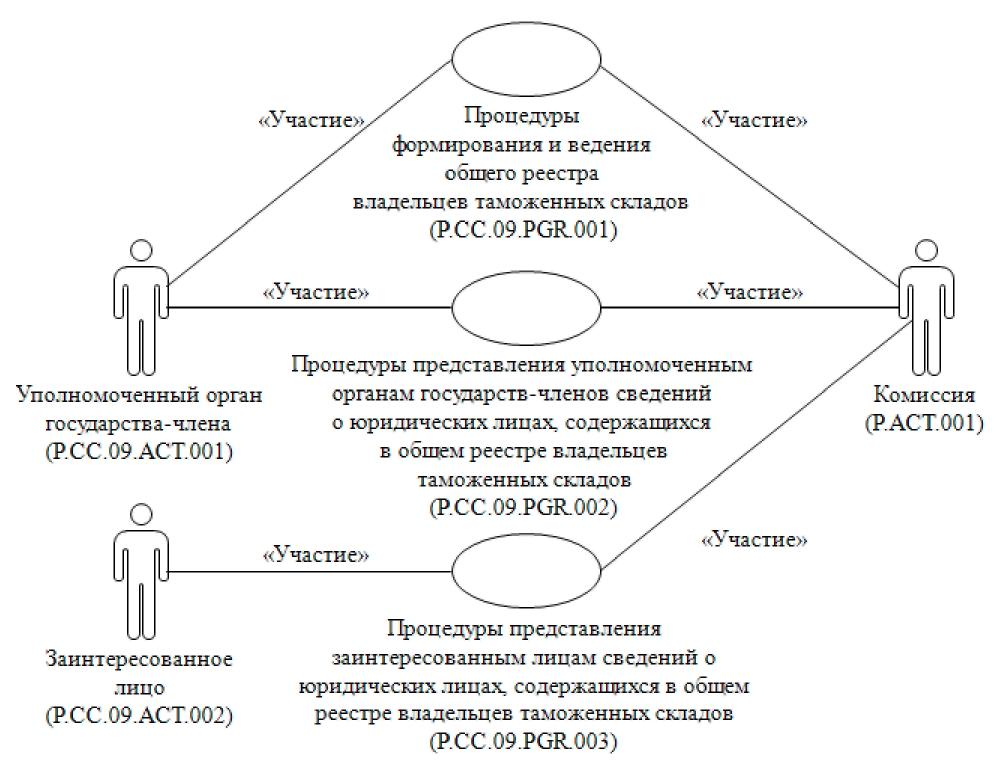 «Участие»
«Участие»
Процедуры
формирования и ведения
общего реестра
владельцев таможенных складов
(P.CC.09.PGR.001)
«Участие»
«Участие»
Уполномоченный орган
государства-члена
(P.CC.09.ACT.001)
Процедуры представления уполномоченным
органам государств-членов сведений
о юридических лицах, содержащихся
в общем реестре владельцев
таможенных складов
(P.CC.09.PGR.002)
Комиссия
(P.ACT.001)
«Участие»
«Участие»
Заинтересованное
лицо
(P.CC.09.ACT.002)
Процедуры представления
заинтересованным лицам сведений о
юридических лицах, содержащихся в общем
реестре владельцев таможенных складов
(P.CC.09.PGR.003)